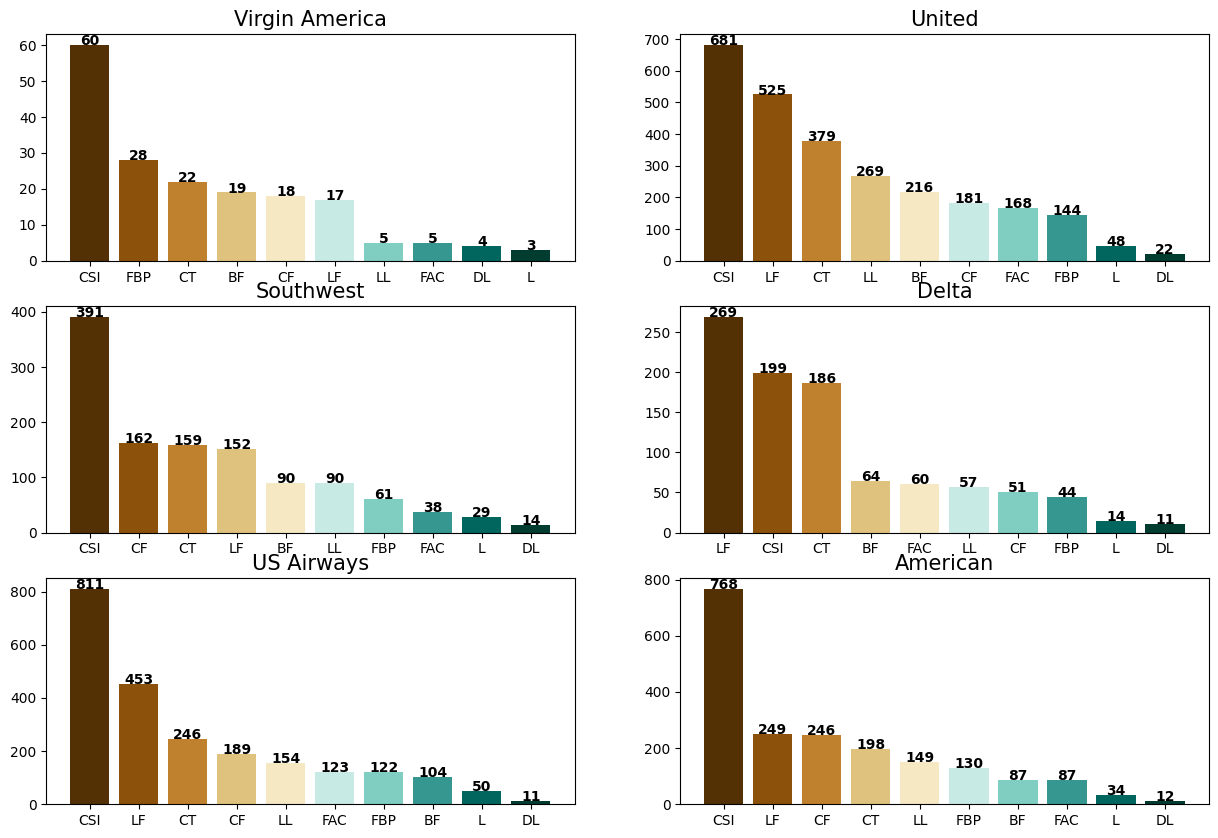 Virgin America
60
50
40
30
20
10
0
60 28 22 19 18 17 5 5 4 3
CSI FBP CT BF CF LF LL FAC DL L
United
700
600
500
400
300
200
100
0
681 525 379 269 216 181 168 144 48 22
CSI LF CT LL BF CF FAC FBP L DL
Southwest
400
300
200
100
0
391 162 159 152 90 90 61 38 29 14
CSI CF CT LF BF LL FBP FAC L DL
Delta
250
200
150
100
50
0
269 199 186 64 60 57 51 44 14 11
LF CSI CT BF FAC LL CF FBP L DL
US Airways
800
600
400
200
0
811 453 246 189 154 123 122 104 50 11
CSI LF CT CF LL FAC FBP BF L DL
American
800
600
400
200
0
768 249 246 198 149 130 87 87 34 12
CSI LF CF CT LL FBP BF FAC L DL